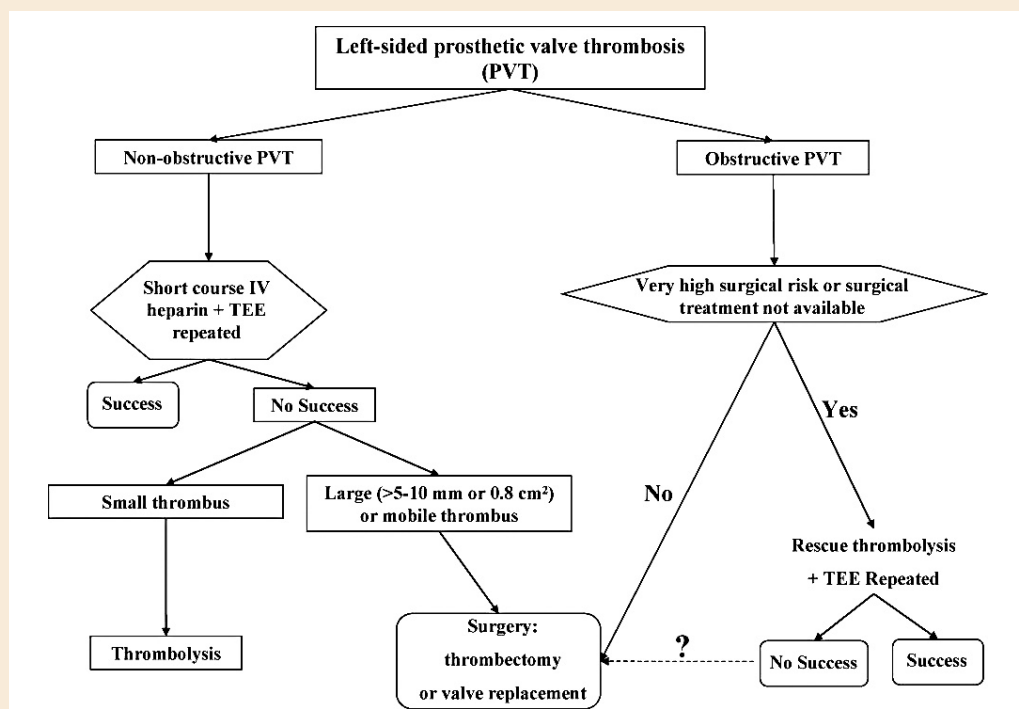 Left-sided prosthetic valve thrombosis
(PVT)
Non-obstructive PVT
Obstructive PVT
Short course IV
heparin + TEE
repeated
Very high surgical risk or surgical
treatment not available
Success
No Success
Yes
No
Small thrombus
Large (>5-10 mm or 0.8 cm²)
or mobile thrombus
Rescue thrombolysis
+ TEE Repeated
Thrombolysis
Surgery:
thrombectomy
or valve replacement
?
No Success
Success